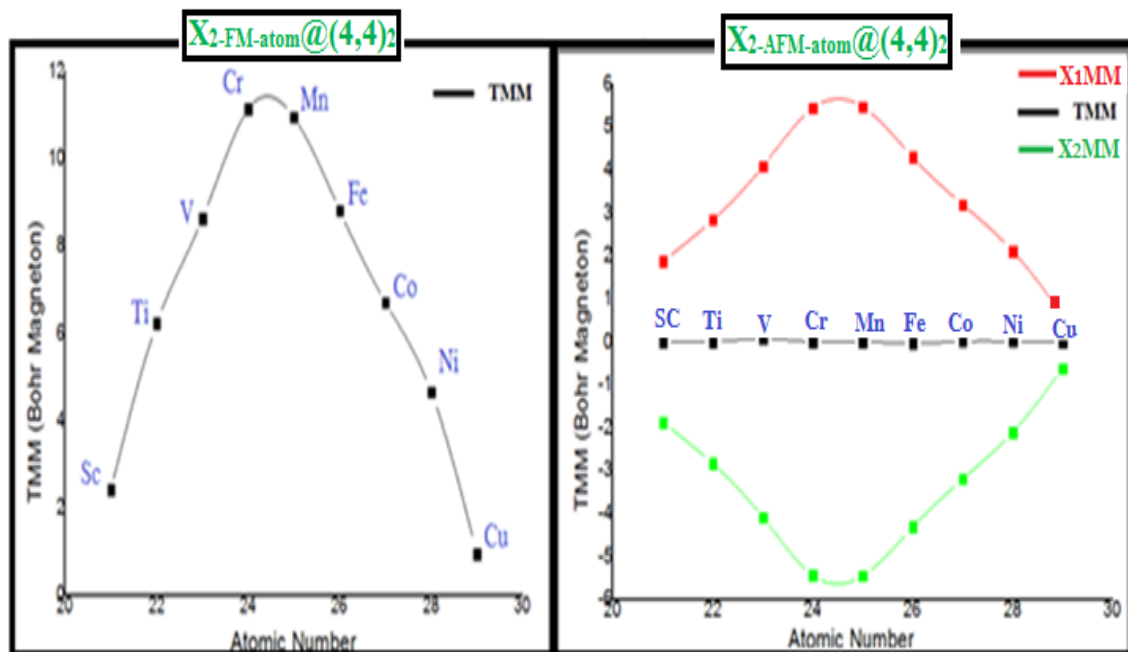 X2-FM-atom@(4,4)2
TMM
TMM (Bohr Magneton)
12
10
8
6
4
2
0
20
22
24
26
28
30
Atomic Number
Sc
Ti
V
Cr
Mn
Fe
Co
Ni
Cu
X2-AFM-atom@(4,4)2
X1MM
TMM
X2MM
TMM (Bohr Magneton)
6
5
4
3
2
1
0
-1
-2
-3
-4
-5
-6
20
22
24
26
28
30
Atomic Number
SC
Ti
V
Cr
Mn
Fe
Co
Ni
Cu